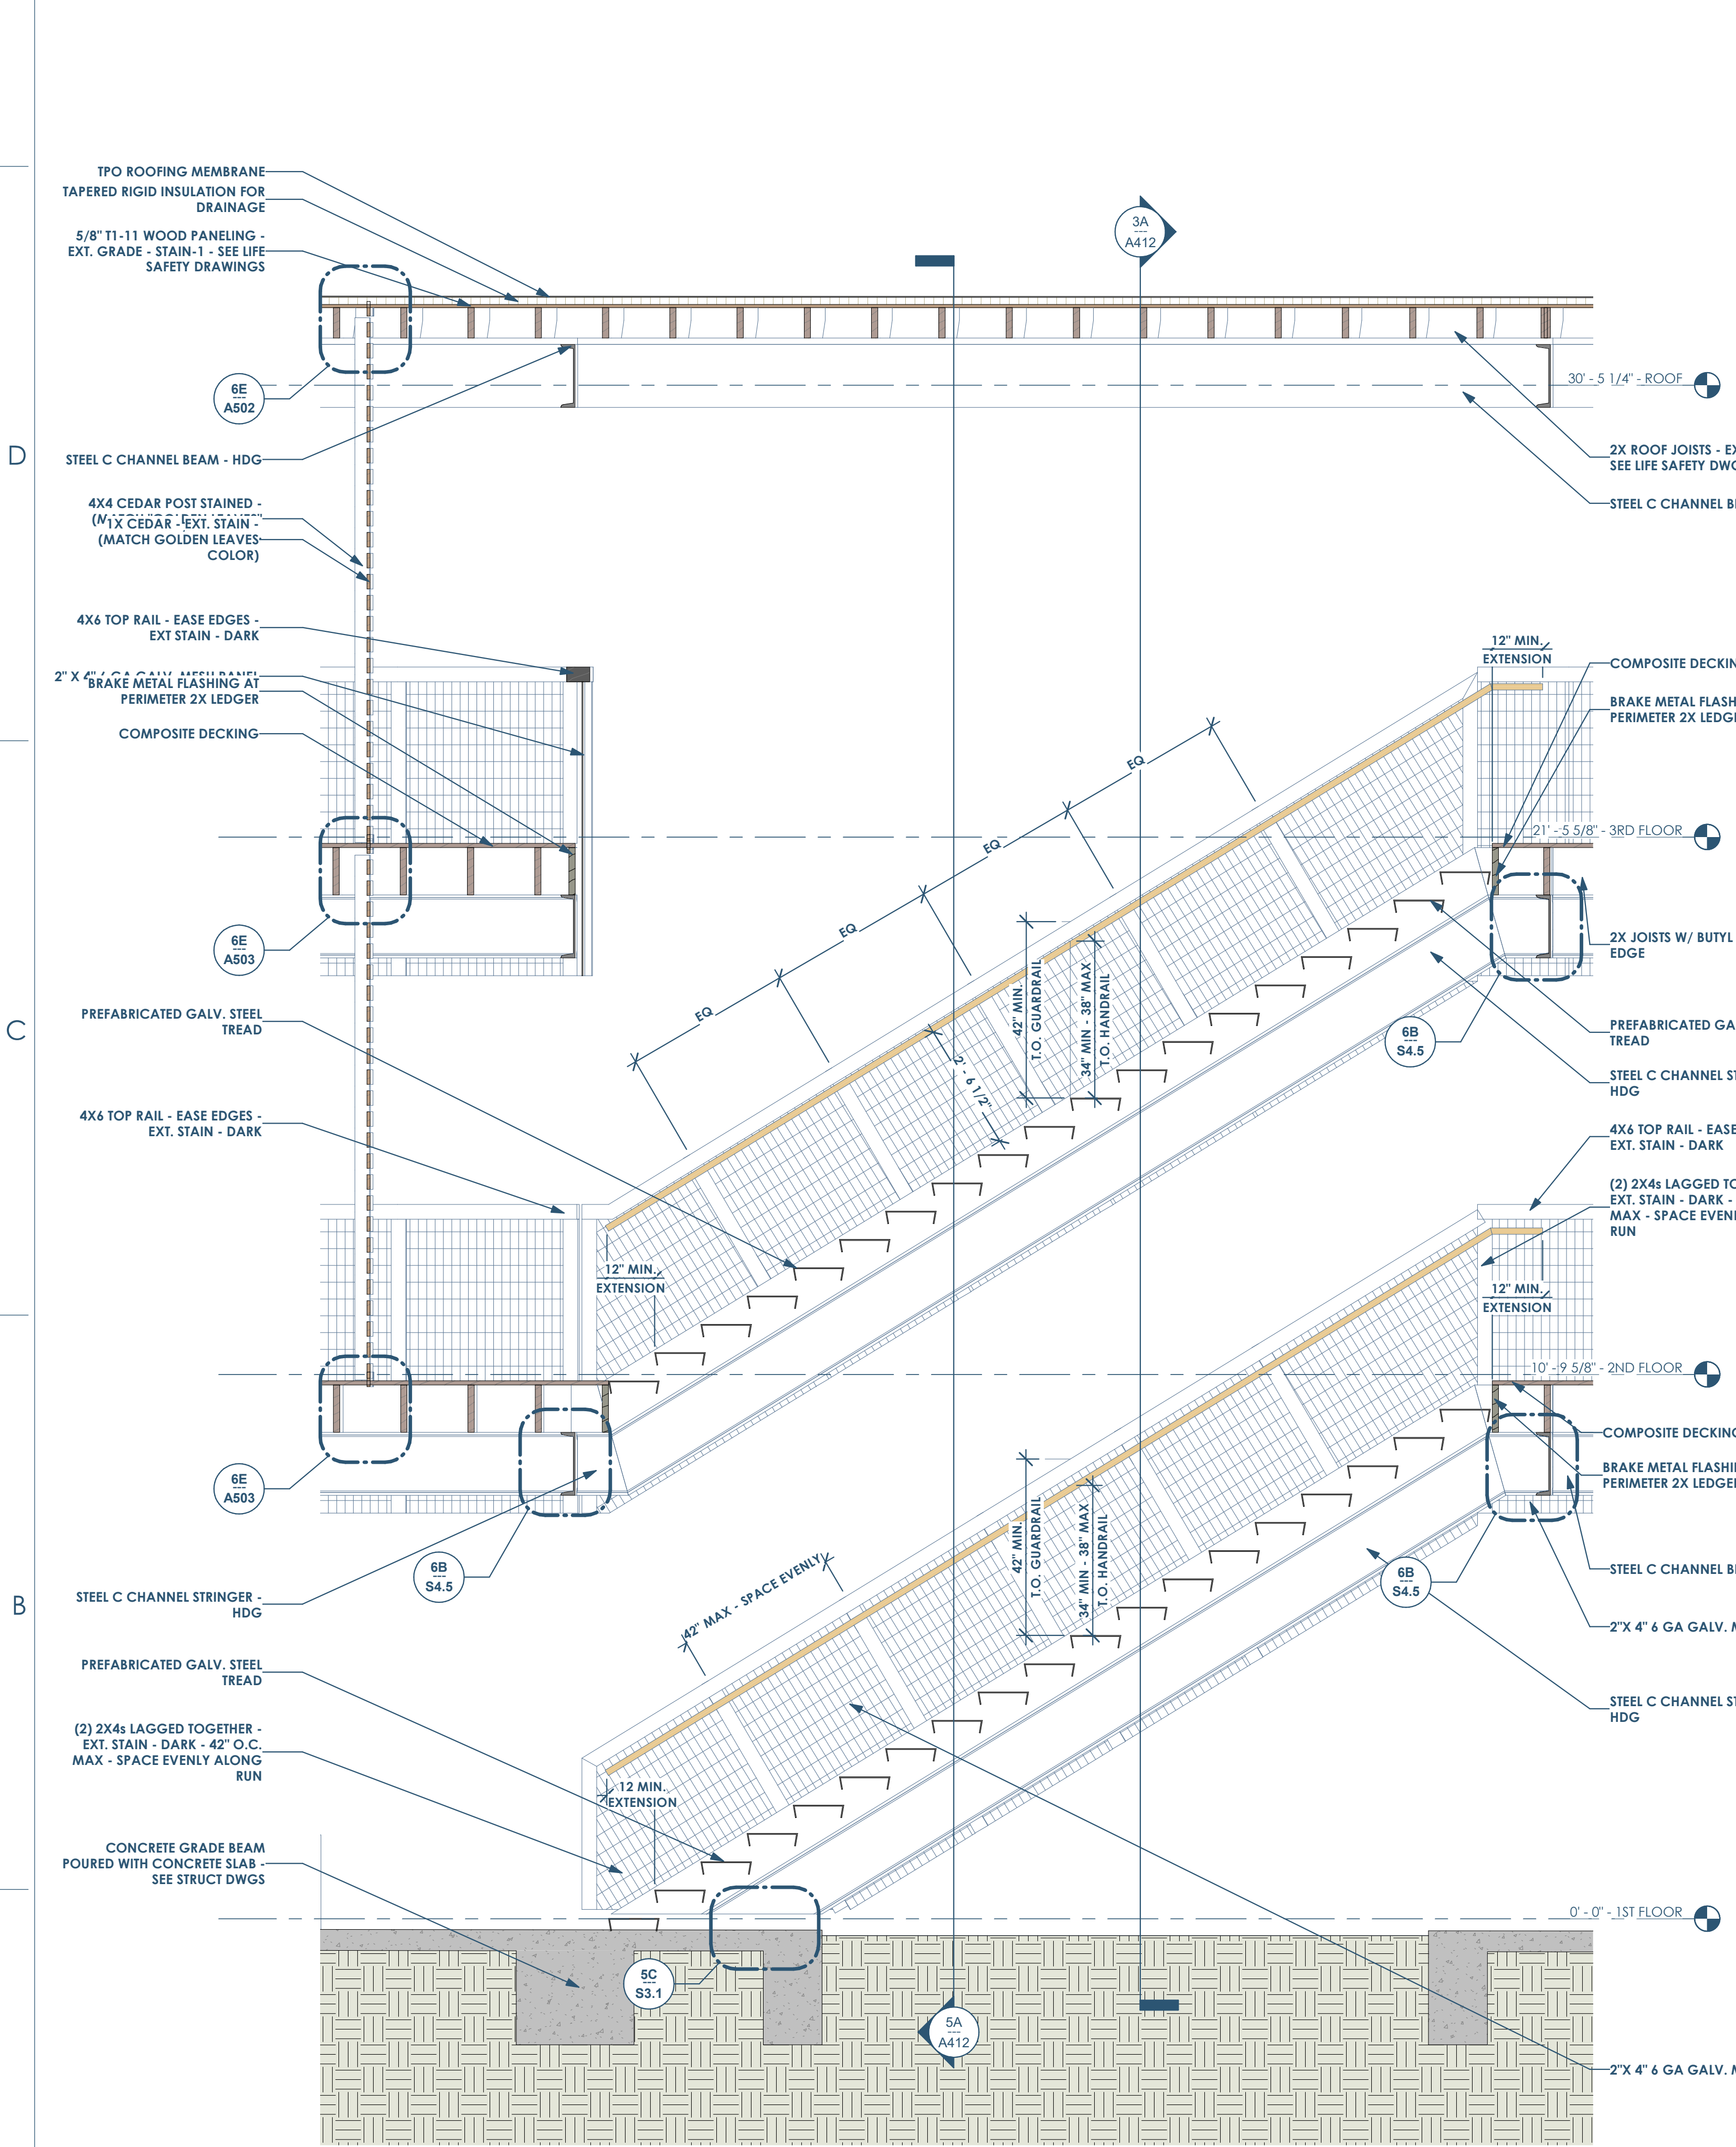 TPO ROOFING MEMBRANE
TAPERED RIGID INSULATION FOR
DRAINAGE
5/8" T1-11 WOOD PANELING -
EXT. GRADE - STAIN-1 - SEE LIFE
SAFETY DRAWINGS
3A
---
A412
6E
---
A502
30' - 5 1/4" - ROOF
D
STEEL C CHANNEL BEAM - HDG
2X ROOF JOISTS - EX
SEE LIFE SAFETY DWG
STEEL C CHANNEL B
4X4 CEDAR POST STAINED -
1X CEDAR - EXT. STAIN -
(MATCH GOLDEN LEAVES
COLOR)
4X6 TOP RAIL - EASE EDGES -
EXT STAIN - DARK
2" X 4" 6 GA GALV. MESH PANEL
BRAKE METAL FLASHING AT
PERIMETER 2X LEDGER
COMPOSITE DECKING
12" MIN.
EXTENSION
COMPOSITE DECKIN
BRAKE METAL FLASH
PERIMETER 2X LEDG
EQ
EQ
EQ
EQ
21' - 5 5/8" - 3RD FLOOR
6E
---
A503
42" MIN.
T.O. GUARDRAIL
34" MIN - 38" MAX
T.O. HANDRAIL
2' - 6 1/2"
2X JOISTS W/ BUTYL
EDGE
C
PREFABRICATED GALV. STEEL
TREAD
6B
---
S4.5
PREFABRICATED GA
TREAD
STEEL C CHANNEL ST
HDG
4X6 TOP RAIL - EASE EDGES -
EXT. STAIN - DARK
4X6 TOP RAIL - EASE
EXT. STAIN - DARK
(2) 2X4s LAGGED TO
EXT. STAIN - DARK -
MAX - SPACE EVENL
RUN
12" MIN.
EXTENSION
12" MIN.
EXTENSION
10' - 9 5/8" - 2ND FLOOR
COMPOSITE DECKING
BRAKE METAL FLASHI
PERIMETER 2X LEDGE
6E
---
A503
42" MIN.
T.O. GUARDRAIL
34" MIN - 38" MAX
T.O. HANDRAIL
6B
---
S4.5
6B
---
S4.5
STEEL C CHANNEL B
B
STEEL C CHANNEL STRINGER -
HDG
42" MAX - SPACE EVENLY
2"X 4" 6 GA GALV. M
PREFABRICATED GALV. STEEL
TREAD
STEEL C CHANNEL ST
HDG
(2) 2X4s LAGGED TOGETHER -
EXT. STAIN - DARK - 42" O.C.
MAX - SPACE EVENLY ALONG
RUN
12 MIN.
EXTENSION
CONCRETE GRADE BEAM
POURED WITH CONCRETE SLAB -
SEE STRUCT DWGS
0' - 0" - 1ST FLOOR
5C
---
S3.1
5A
---
A412
2"X 4" 6 GA GALV. M